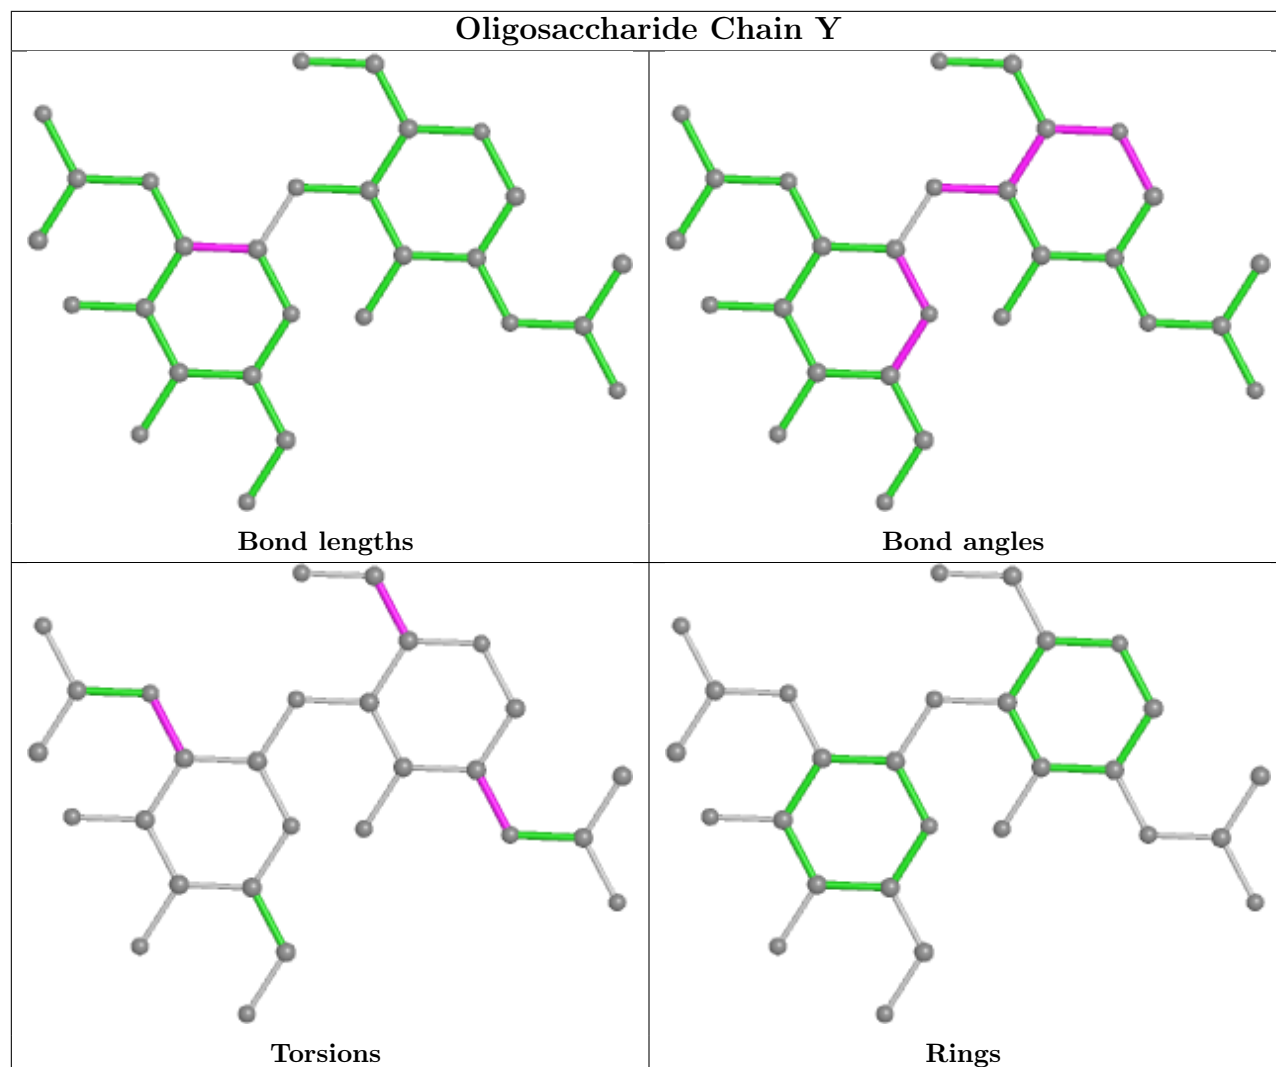 Oligosaccharide Chain Y
Bond lengths
Bond angles
Torsions
Rings